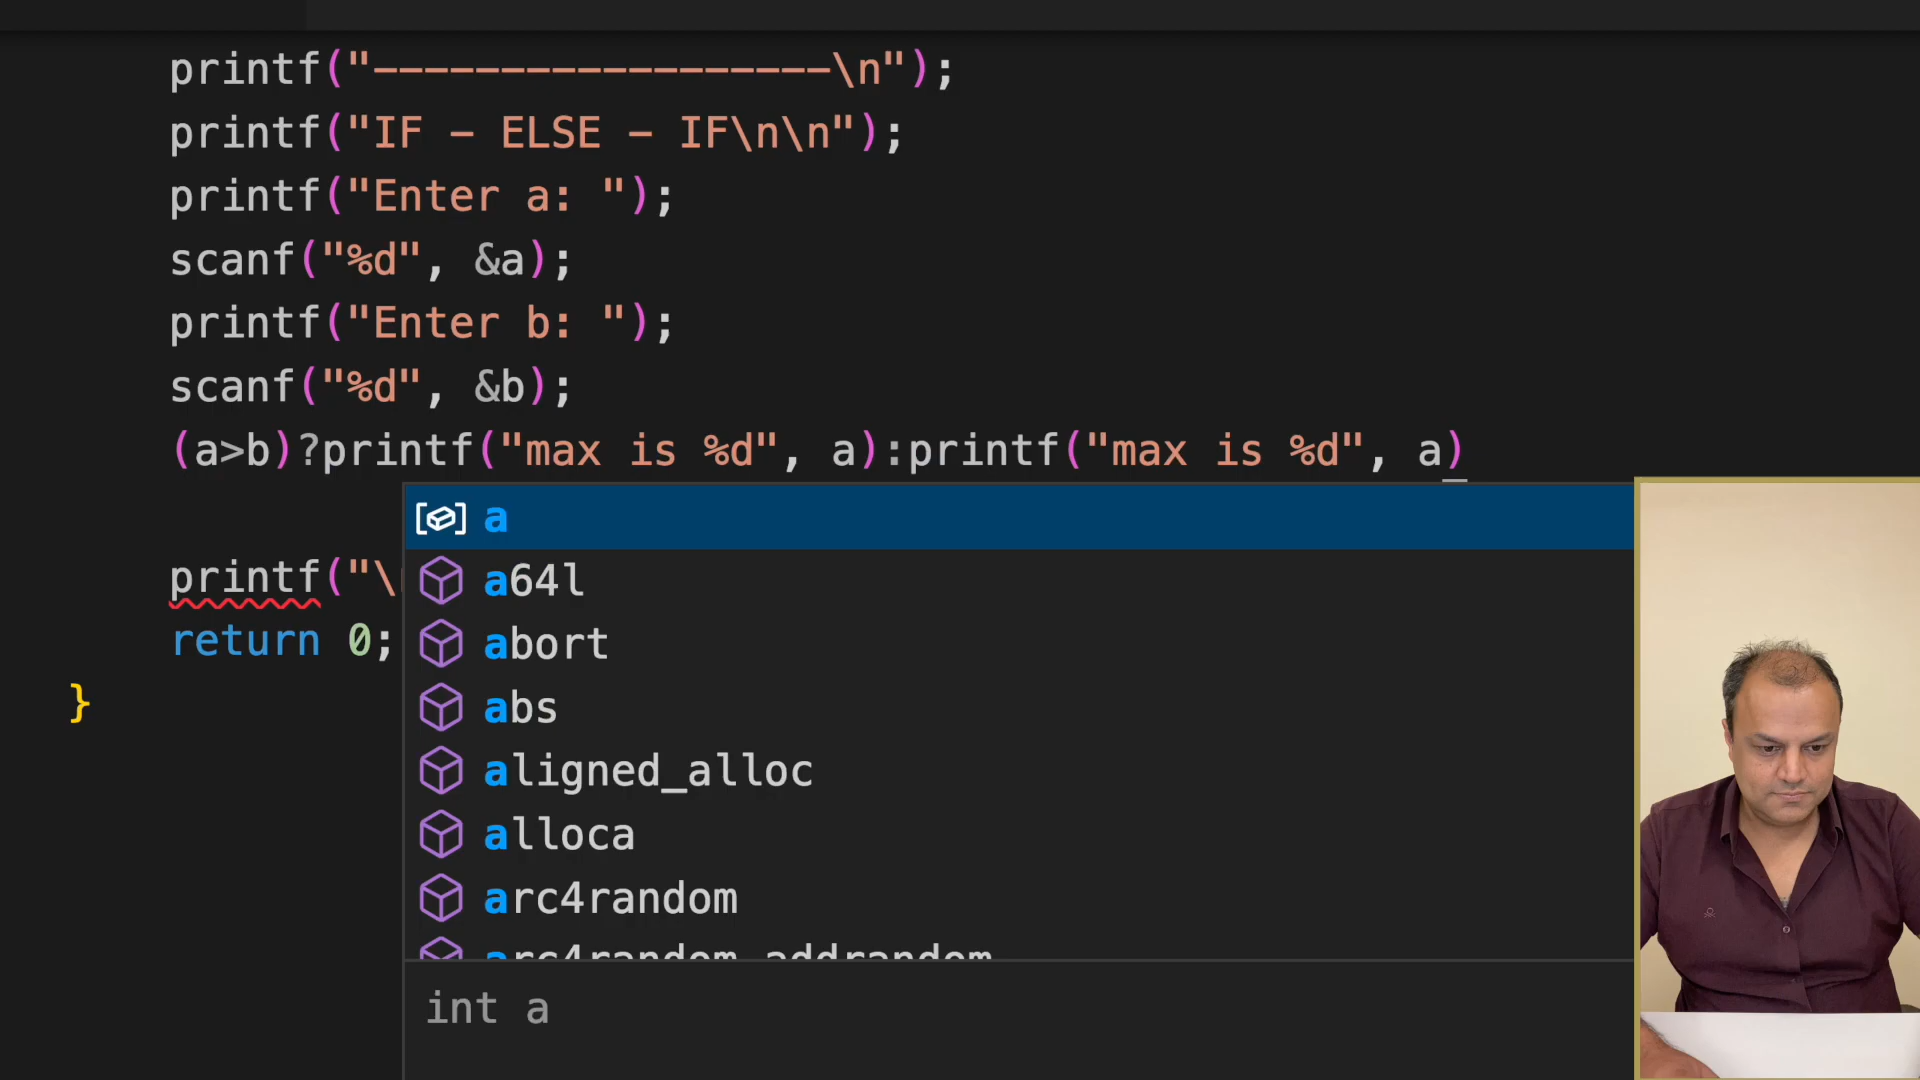 printf("------------------\n");
printf("IF - ELSE - IF\n\n");
printf("Enter a: ");
scanf("%d", &a);
printf("Enter b: ");
scanf("%d", &b);
(a>b)?printf("max is %d", a):printf("max is %d", a)
a
printf("\
a64l
return 0;
abort
}
abs
aligned_alloc
alloca
arc4random
arc4random_addrandom
int a